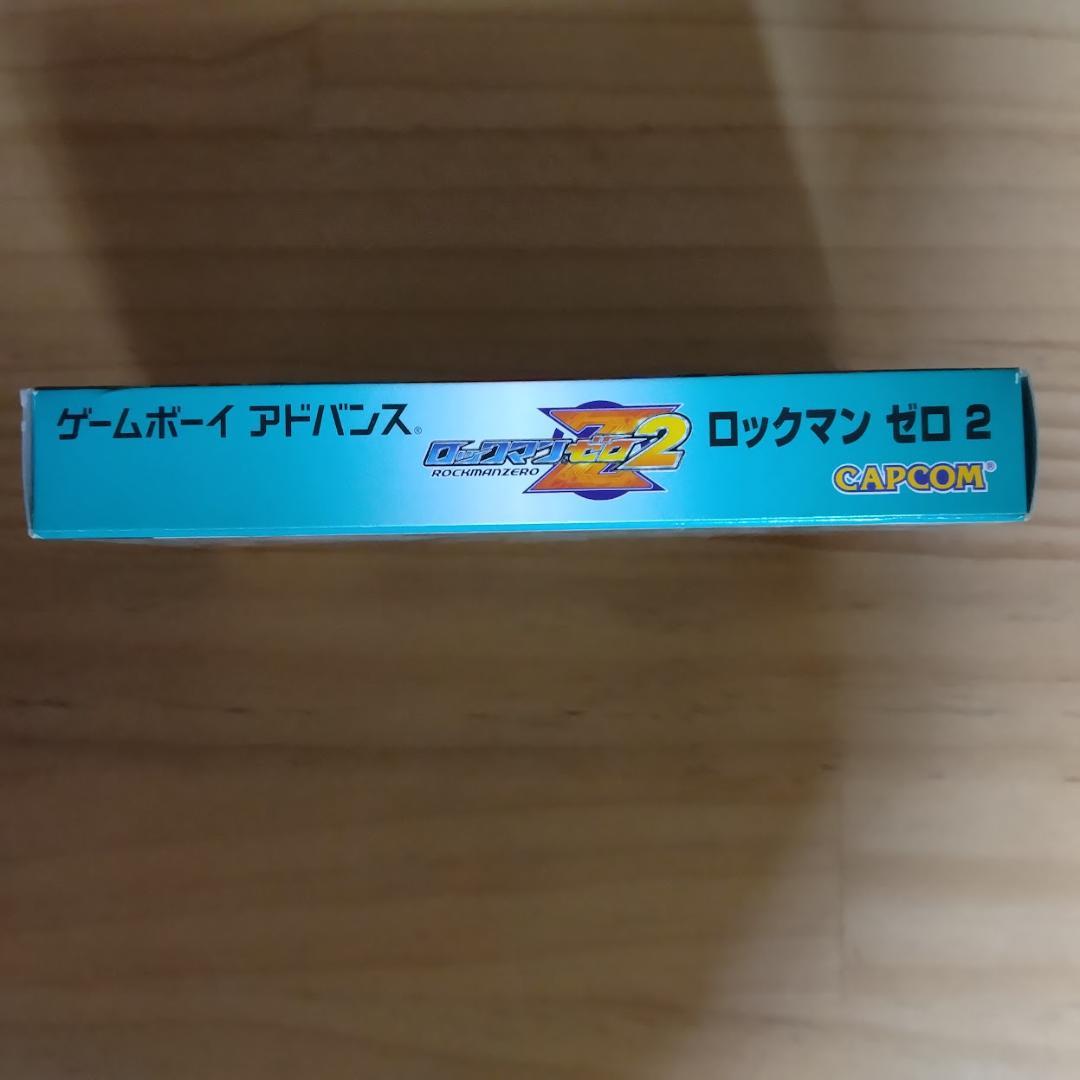 ゲームボーイ アドバンス®
ロックマン ゼロ2
ROCKMANZERO
ロックマン ゼロ 2
CAPCOM®